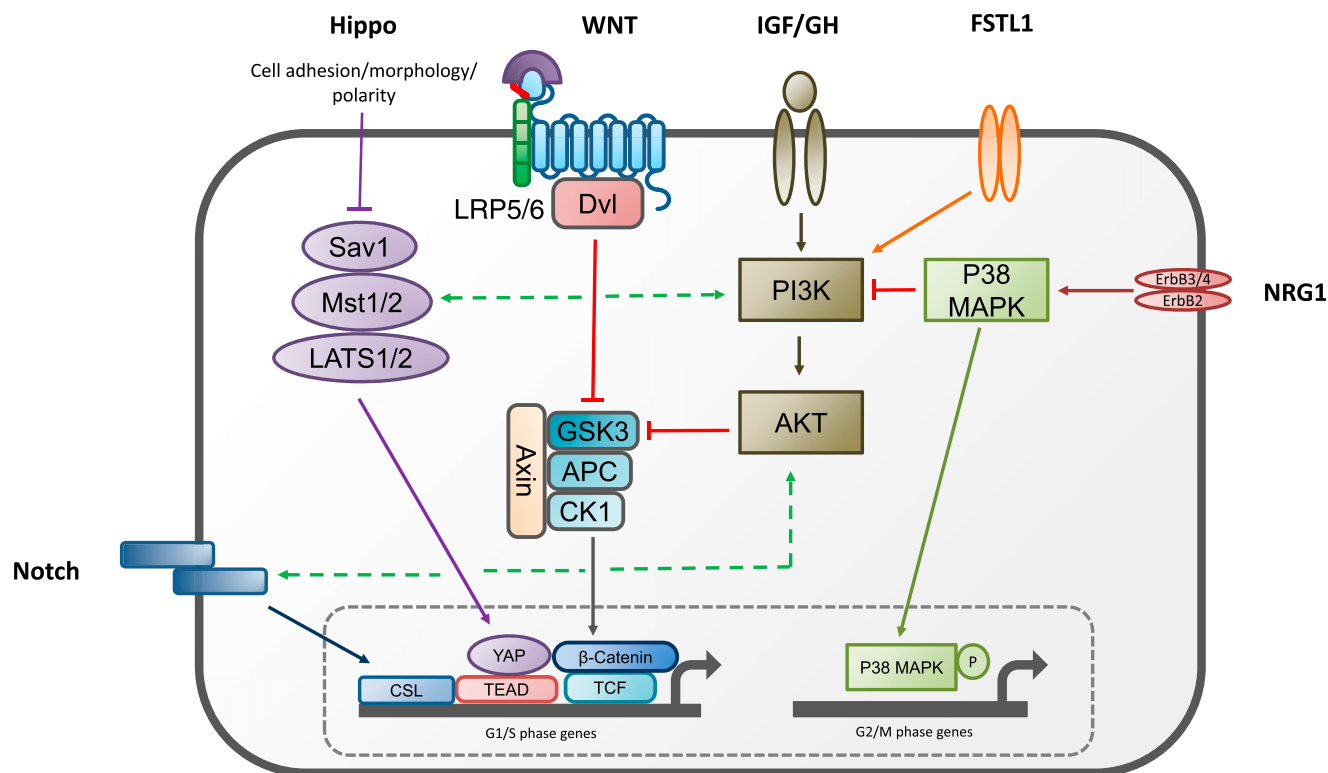 Hippo
WNT
IGF/GH
FSTL1
Cell adhesion/morphology/
polarity
LRP5/6
Dvl
Sav1
Mst1/2
LATS1/2
PI3K
P38
MAPK
ErbB3/4
ErbB2
NRG1
AKT
Axin
GSK3
APC
CK1
Notch
YAP
β-Catenin
CSL
TEAD
TCF
P38 MAPK
P
G1/S phase genes
G2/M phase genes